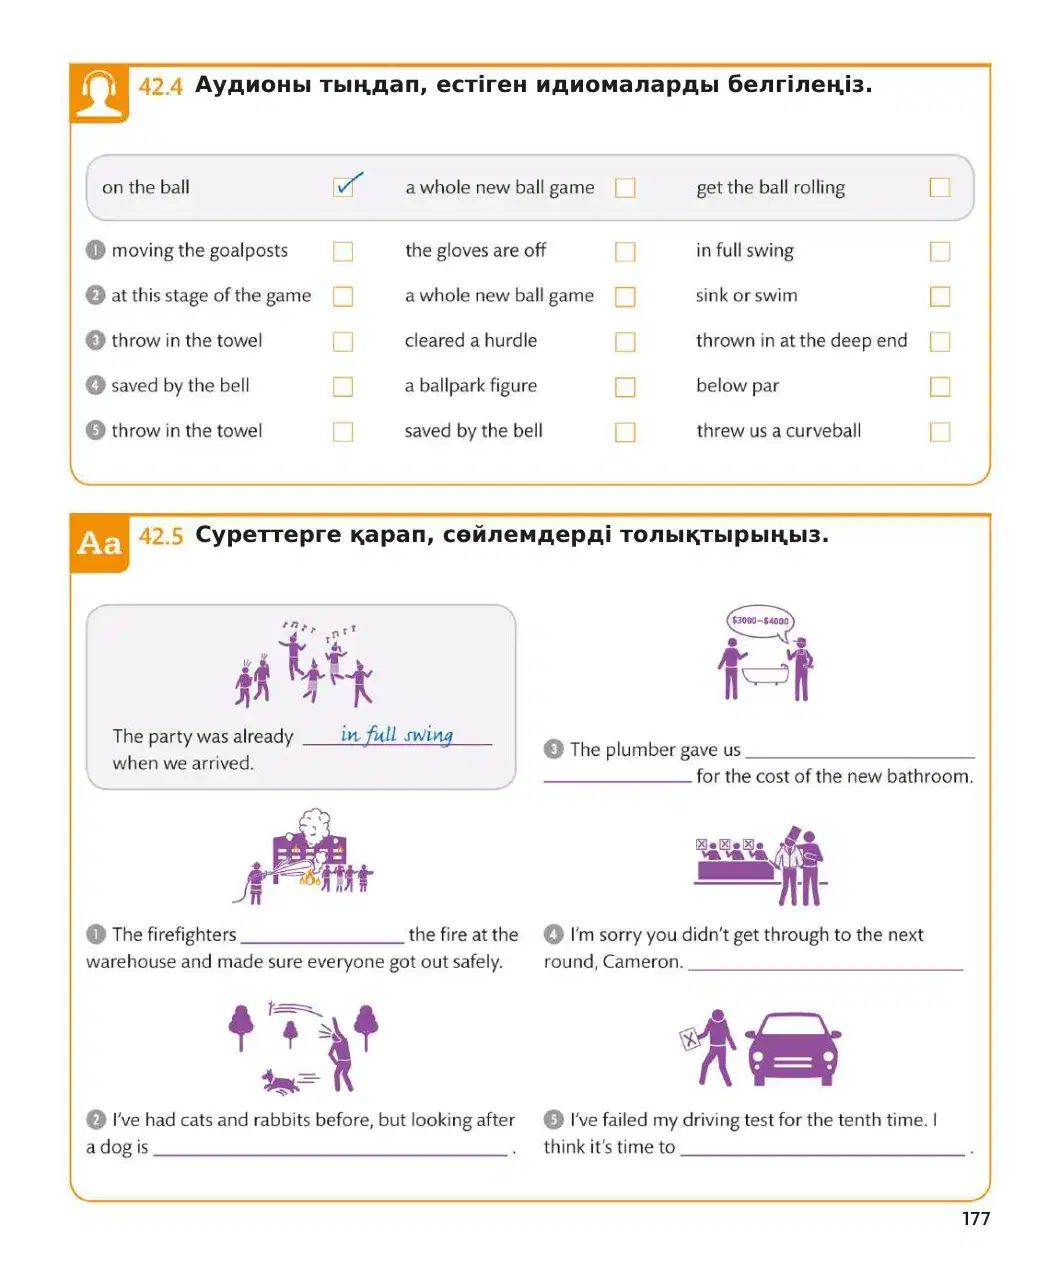 42.4 Аудионы тыңдап, естіген идиомаларды белгілеңіз.
on the ball a whole new ball game get the ball rolling
1 moving the goalposts the gloves are off in full swing
2 at this stage of the game a whole new ball game sink or swim
3 throw in the towel cleared a hurdle thrown in at the deep end
4 saved by the bell a ballpark figure below par
5 throw in the towel saved by the bell threw us a curveball
Aa 42.5 Суреттерге қарап, сөйлемдерді толықтырыңыз.
The party was already in full swing
when we arrived.
$3000–$4000
3 The plumber gave us
for the cost of the new bathroom.
1 The firefighters the fire at the
warehouse and made sure everyone got out safely.
4 I'm sorry you didn't get through to the next
round, Cameron.
2 I've had cats and rabbits before, but looking after
a dog is .
5 I've failed my driving test for the tenth time. I
think it's time to .
177